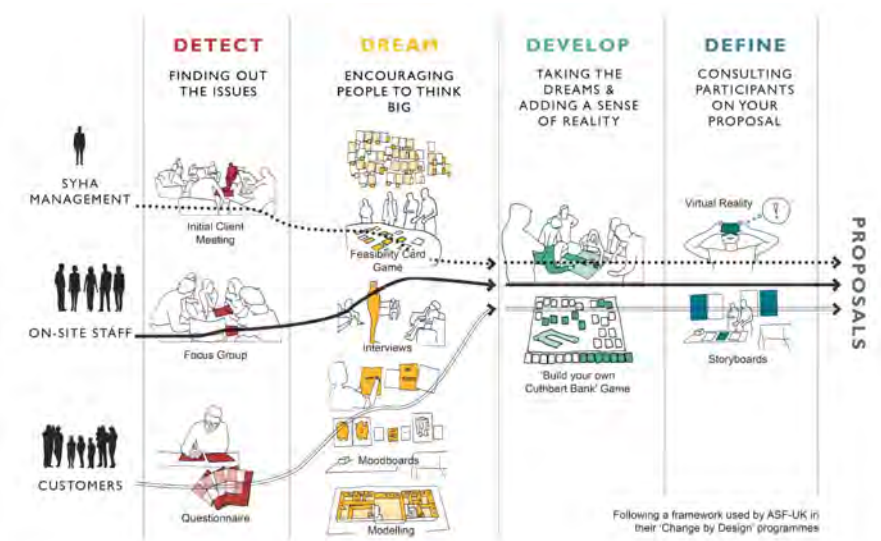 DETECT
FINDING OUT
THE ISSUES
DREAM
ENCOURAGING
PEOPLE TO THINK
BIG
DEVELOP
TAKING THE
DREAMS &
ADDING A SENSE
OF REALITY
DEFINE
CONSULTING
PARTICIPANTS
ON YOUR
PROPOSAL
SYHA
MANAGEMENT
Initial Client
Meeting
Feasibility Card
Game
Virtual Reality
!
ON-SITE STAFF
Focus Group
Interviews
'Build your own
Cuthbert Bank' Game
Storyboards
CUSTOMERS
Questionnaire
Moodboards
Modelling
PROPOSALS
Following a framework used by ASF-UK in
their 'Change by Design' programmes